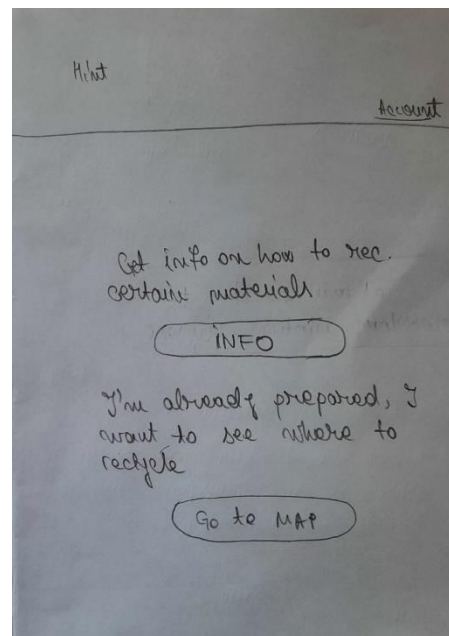 Hint
Account
Get info on how to rec.
certain materials
INFO
I'm already prepared, I
want to see where to
recycle
Go to MAP